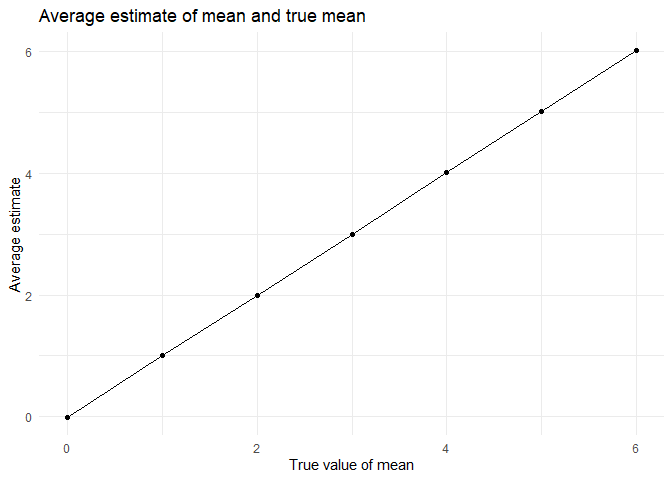 Average estimate of mean and true mean
Average estimate
6
4
2
0
0 2 4 6
True value of mean